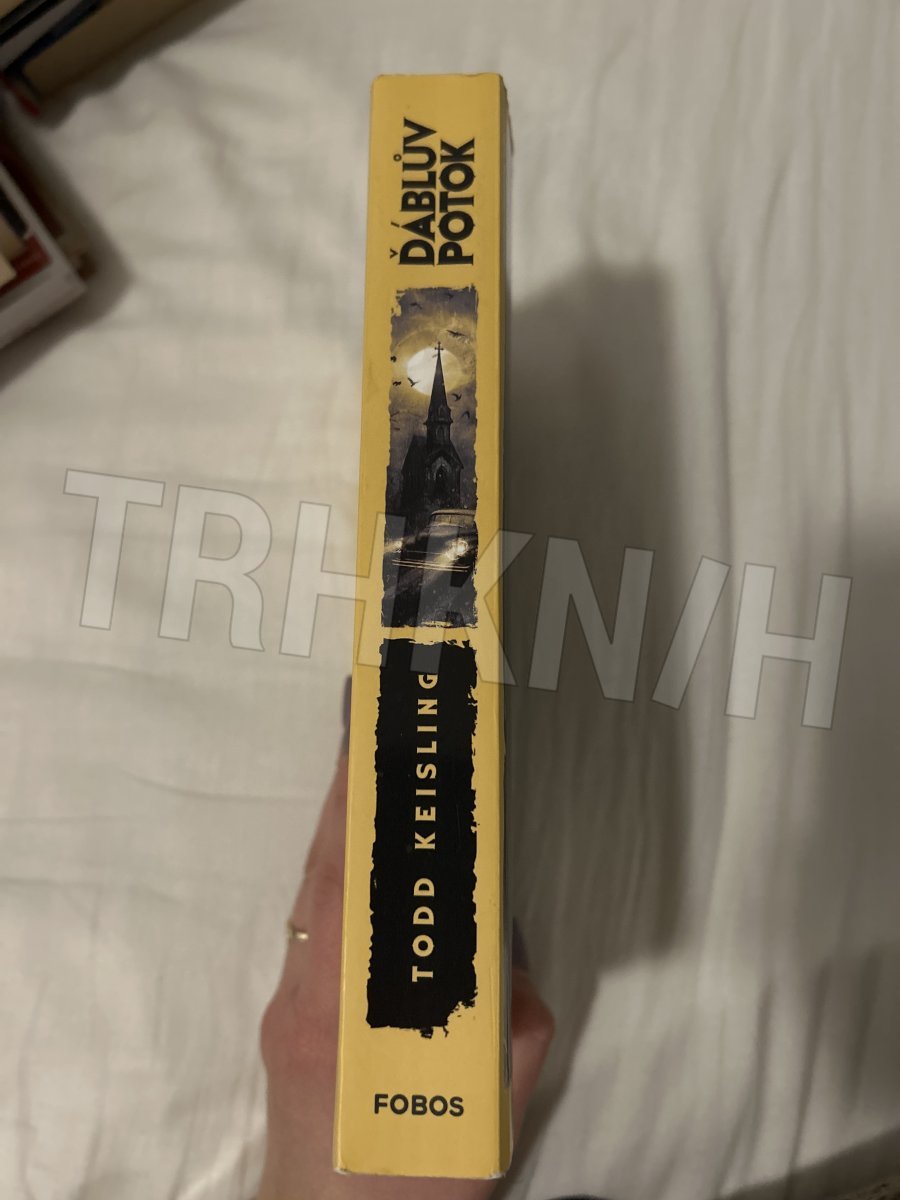 ĎÁBLŮV
POTOK
TODD KEISLING
FOBOS
TRHKNIH